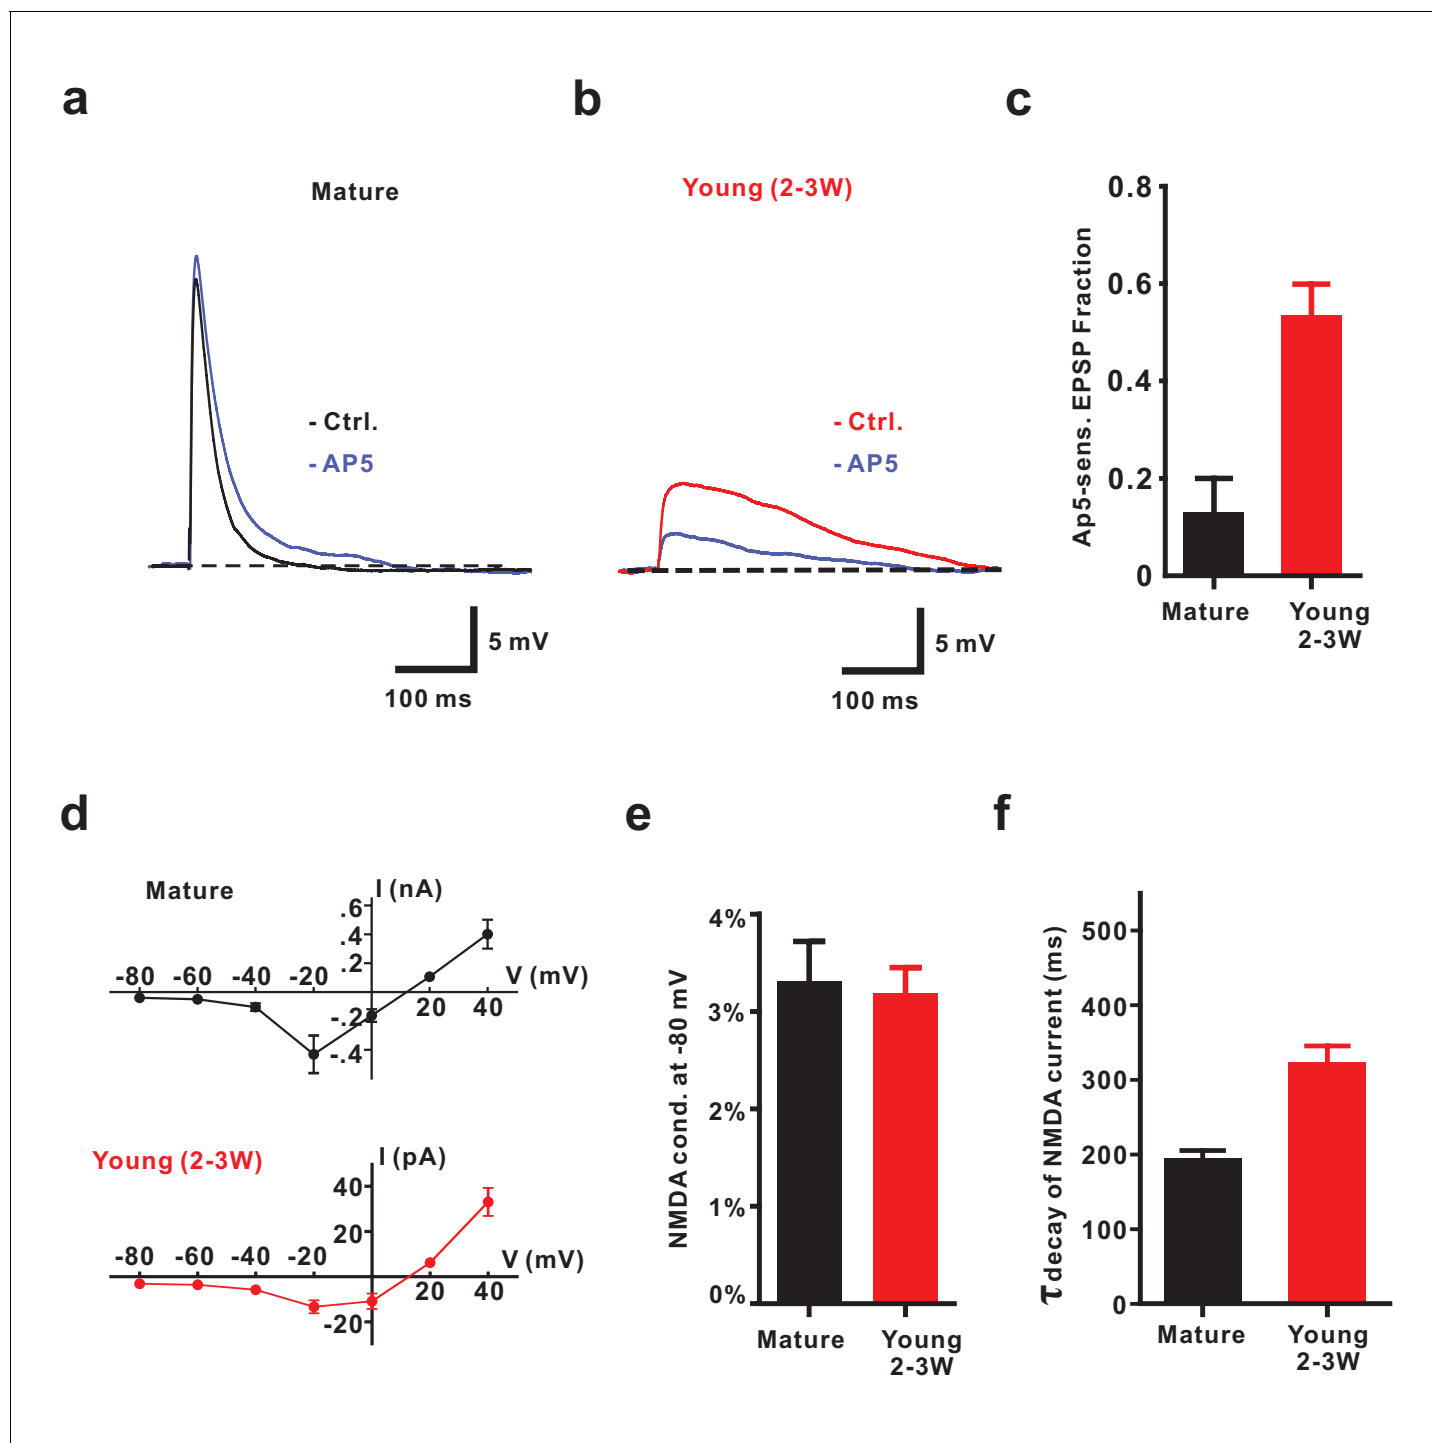 a
Mature
- Ctrl.
- AP5
5 mV
100 ms
b
Young (2-3W)
- Ctrl.
- AP5
5 mV
100 ms
c
Ap5-sens. EPSP Fraction
0.8
0.6
0.4
0.2
0
Mature
Young
2-3W
d
Mature
I (nA)
.6
.4
.2
-80 -60 -40 -20
V (mV)
20 40
-.2
-.4
Young (2-3W)
I (pA)
40
20
-80 -60 -40 -20
V (mV)
20 40
-20
e
NMDA cond. at -80 mV
4%
3%
2%
1%
0%
Mature
Young
2-3W
f
τ decay of NMDA current (ms)
500
400
300
200
100
0
Mature
Young
2-3W